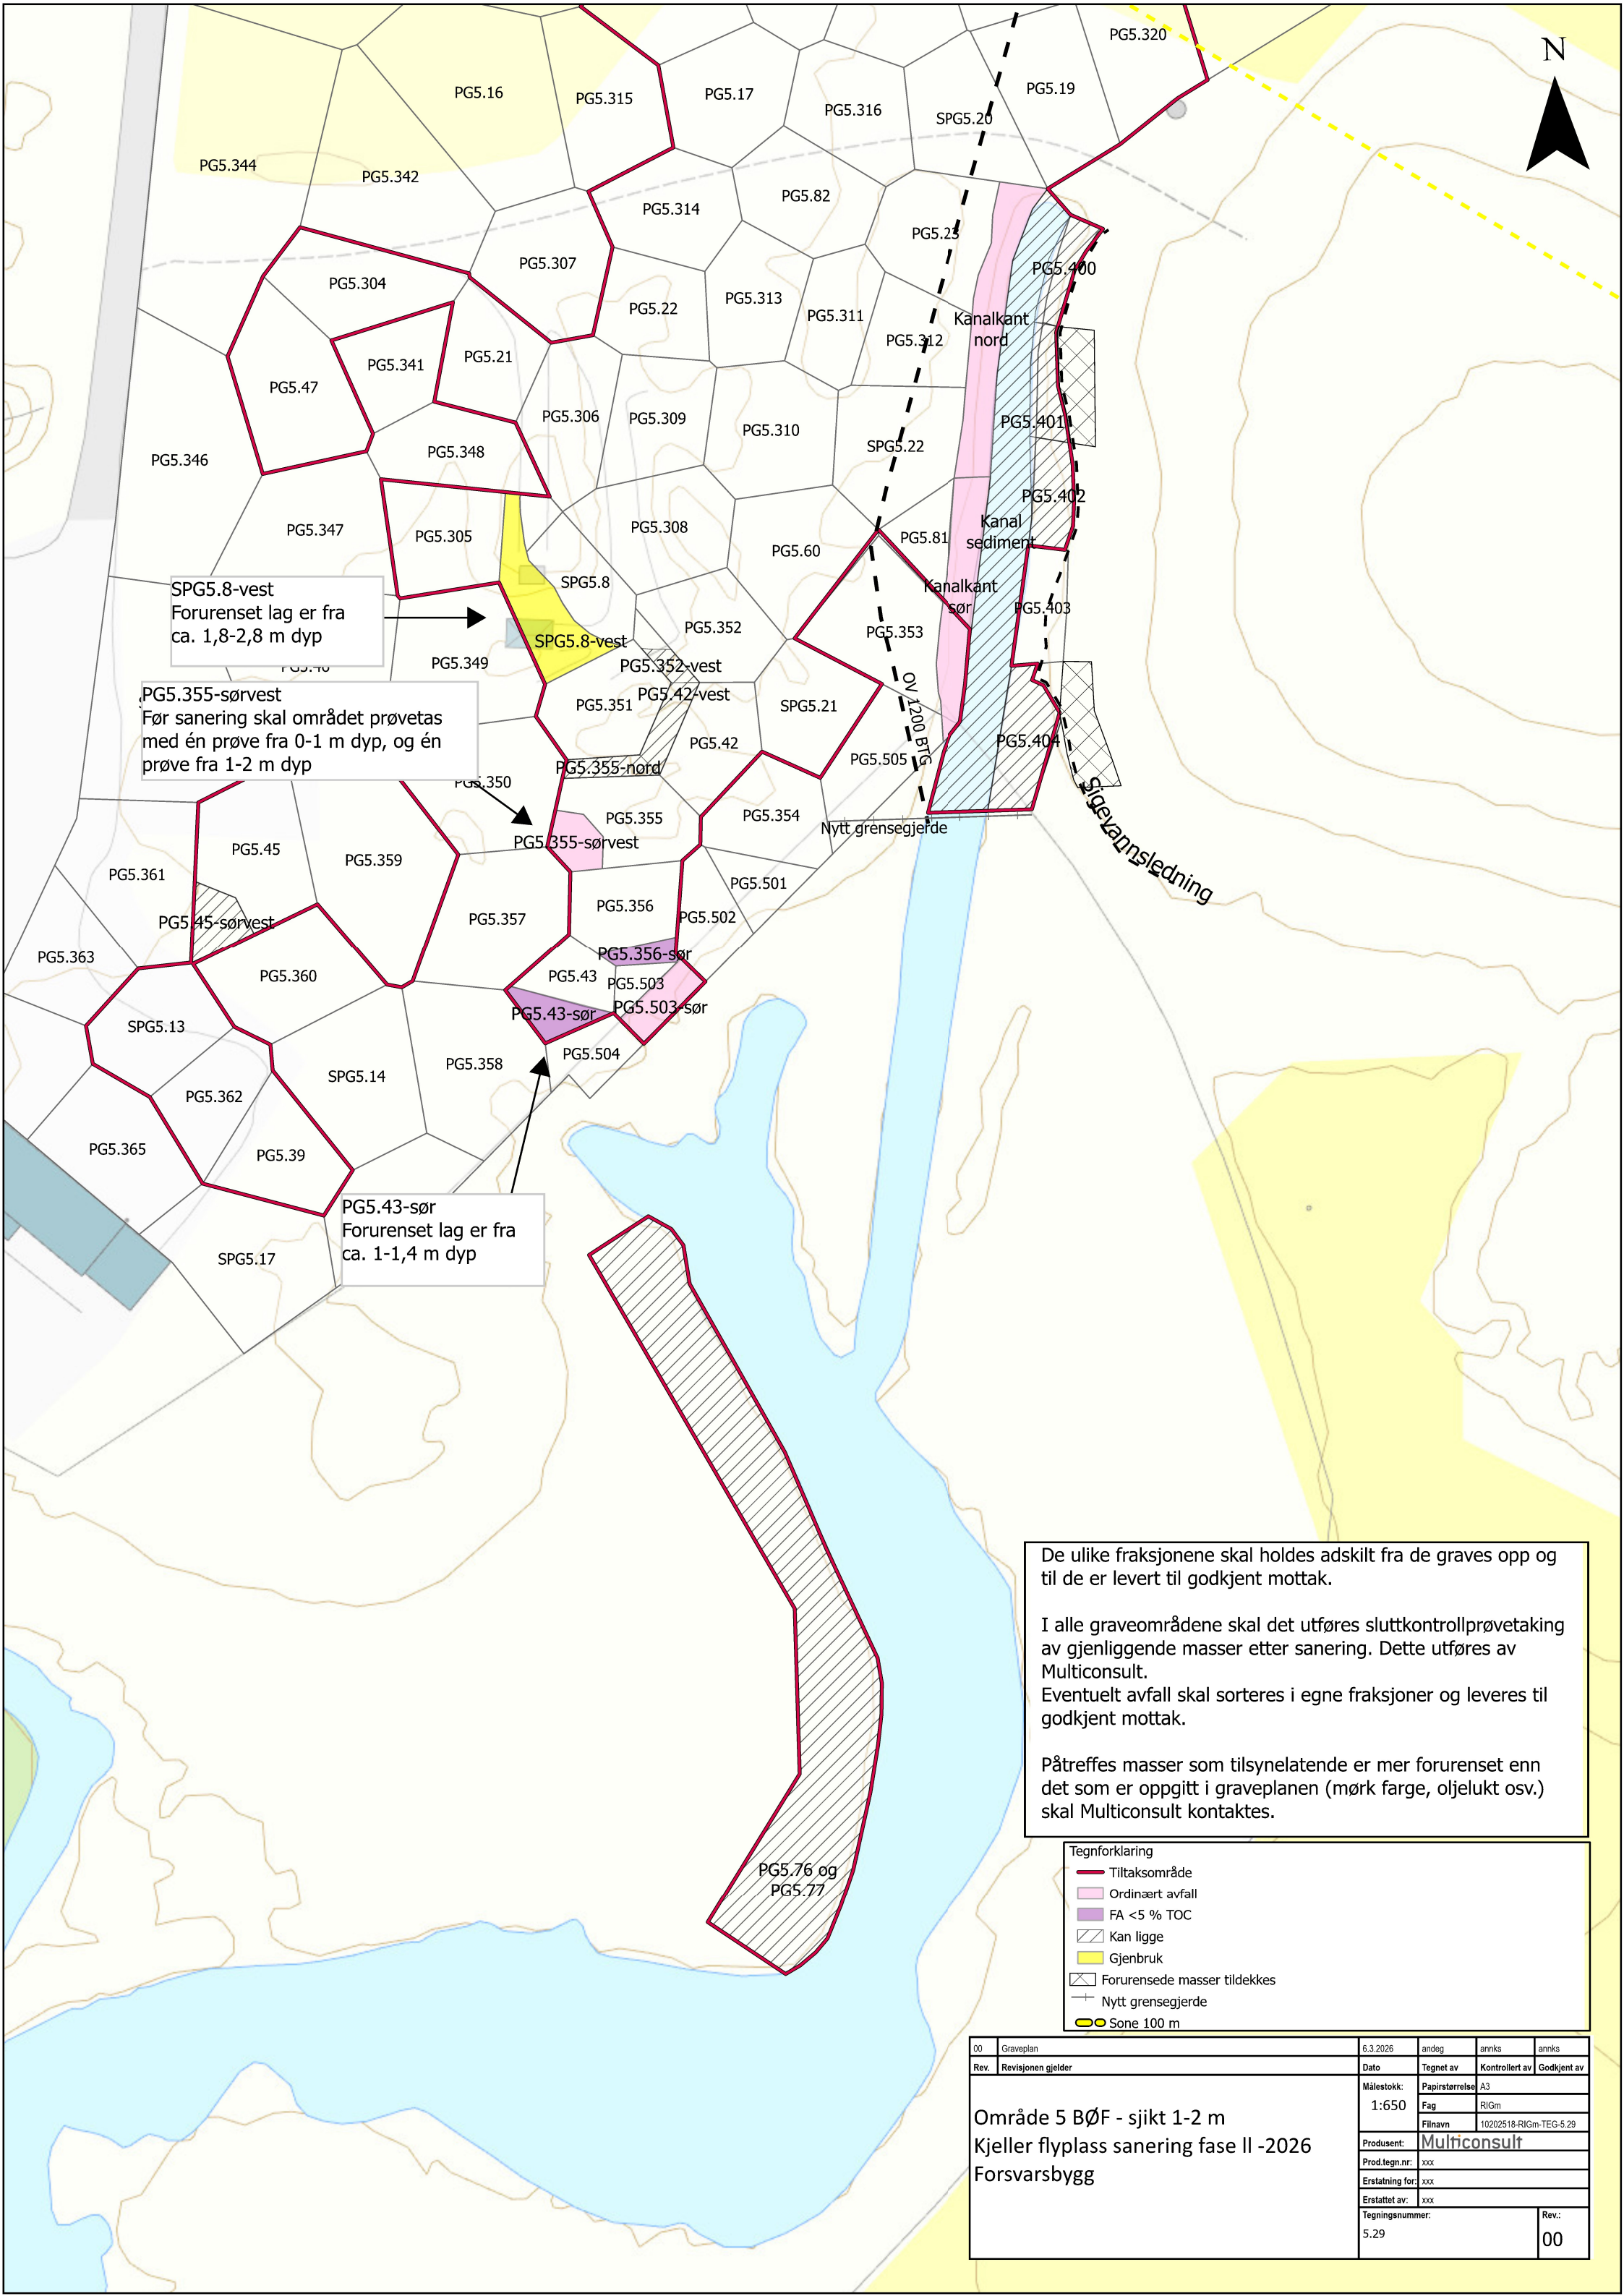 PG5.320
N
PG5.16
PG5.315
PG5.17
PG5.316
SPG5.20
PG5.19
PG5.344
PG5.342
PG5.314
PG5.82
PG5.23
PG5.307
PG5.304
PG5.22
PG5.313
PG5.311
PG5.312
PG5.400
Kanalkant
nord
PG5.47
PG5.341
PG5.21
PG5.306
PG5.309
PG5.310
SPG5.22
PG5.401
PG5.346
PG5.348
PG5.402
PG5.347
PG5.305
PG5.308
PG5.60
PG5.81
Kanal
sediment
SPG5.8-vest
Forurenset lag er fra
ca. 1,8-2,8 m dyp
SPG5.8
Kanalkant
sør
PG5.403
SPG5.8-vest
PG5.352
PG5.353
PG5.349
PG5.352-vest
PG5.42-vest
PG5.355-sørvest
Før sanering skal området prøvetas
med én prøve fra 0-1 m dyp, og én
prøve fra 1-2 m dyp
PG5.351
SPG5.21
OV 1200 BTG
PG5.42
PG5.404
PG5.505
PG5.350
PG5.355-nord
PG5.355
PG5.354
Nytt grensegjerde
Sigevannsledning
PG5.355-sørvest
PG5.45
PG5.359
PG5.361
PG5.501
PG5.45-sørvest
PG5.357
PG5.356
PG5.502
PG5.363
PG5.360
PG5.356-sør
PG5.43
PG5.503
PG5.43-sør
PG5.503-sør
SPG5.13
PG5.504
PG5.358
SPG5.14
PG5.362
PG5.365
PG5.39
PG5.43-sør
Forurenset lag er fra
ca. 1-1,4 m dyp
SPG5.17
PG5.76 og
PG5.77
De ulike fraksjonene skal holdes adskilt fra de graves opp og
til de er levert til godkjent mottak.
I alle graveområdene skal det utføres sluttkontrollprøvetaking
av gjenliggende masser etter sanering. Dette utføres av
Multiconsult.
Eventuelt avfall skal sorteres i egne fraksjoner og leveres til
godkjent mottak.
Påtreffes masser som tilsynelatende er mer forurenset enn
det som er oppgitt i graveplanen (mørk farge, oljelukt osv.)
skal Multiconsult kontaktes.
Tegnforklaring
Tiltaksområde
Ordinært avfall
FA <5 % TOC
Kan ligge
Gjenbruk
Forurensede masser tildekkes
Nytt grensegjerde
Sone 100 m
00 Graveplan 6.3.2026 andeg annks annks
Rev. Revisjonen gjelder Dato Tegnet av Kontrollert av Godkjent av
Område 5 BØF - sjikt 1-2 m
Kjeller flyplass sanering fase ll -2026
Forsvarsbygg
Målestokk: Papirstørrelse A3
1:650 Fag RIGm
Filnavn 10202518-RIGm-TEG-5.29
Produsent: Multiconsult
Prod.tegn.nr: xxx
Erstatning for: xxx
Erstattet av: xxx
Tegningsnummer: Rev.:
5.29 00